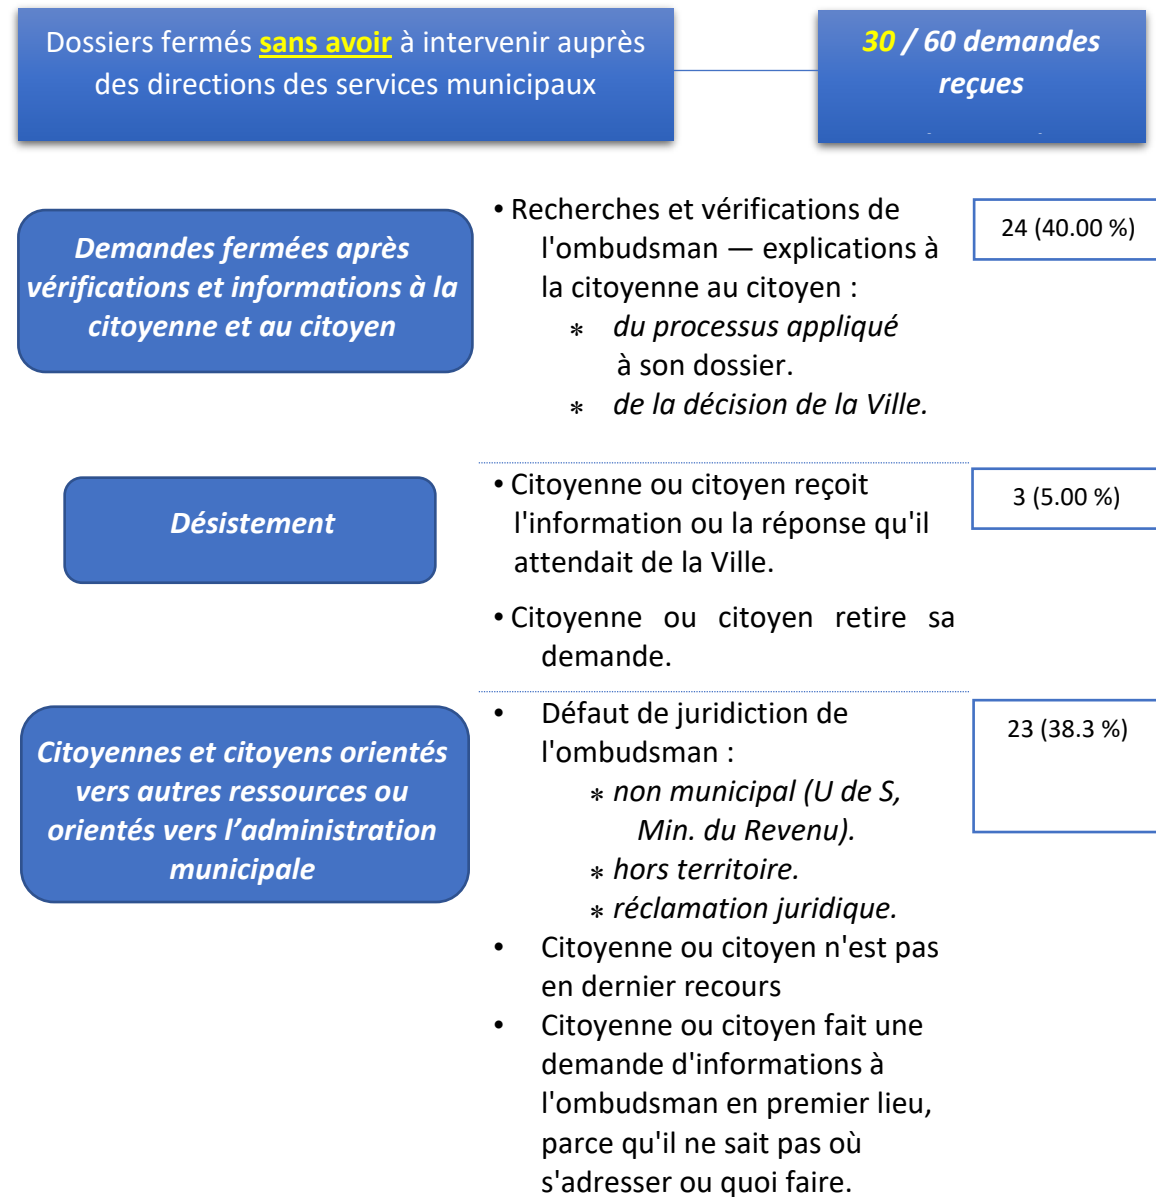 Dossiers fermés sans avoir à intervenir auprès
des directions des services municipaux
30 / 60 demandes
reçues
Demandes fermées après
vérifications et informations à la
citoyenne et au citoyen
• Recherches et vérifications de
l'ombudsman — explications à
la citoyenne au citoyen :
* du processus appliqué
à son dossier.
* de la décision de la Ville.
24 (40.00 %)
Désistement
• Citoyenne ou citoyen reçoit
l'information ou la réponse qu'il
attendait de la Ville.
• Citoyenne ou citoyen retire sa
demande.
3 (5.00 %)
Citoyennes et citoyens orientés
vers autres ressources ou
orientés vers l’administration
municipale
• Défaut de juridiction de
l'ombudsman :
* non municipal (U de S,
Min. du Revenu).
* hors territoire.
* réclamation juridique.
• Citoyenne ou citoyen n'est pas
en dernier recours
• Citoyenne ou citoyen fait une
demande d'informations à
l'ombudsman en premier lieu,
parce qu'il ne sait pas où
s'adresser ou quoi faire.
23 (38.3 %)